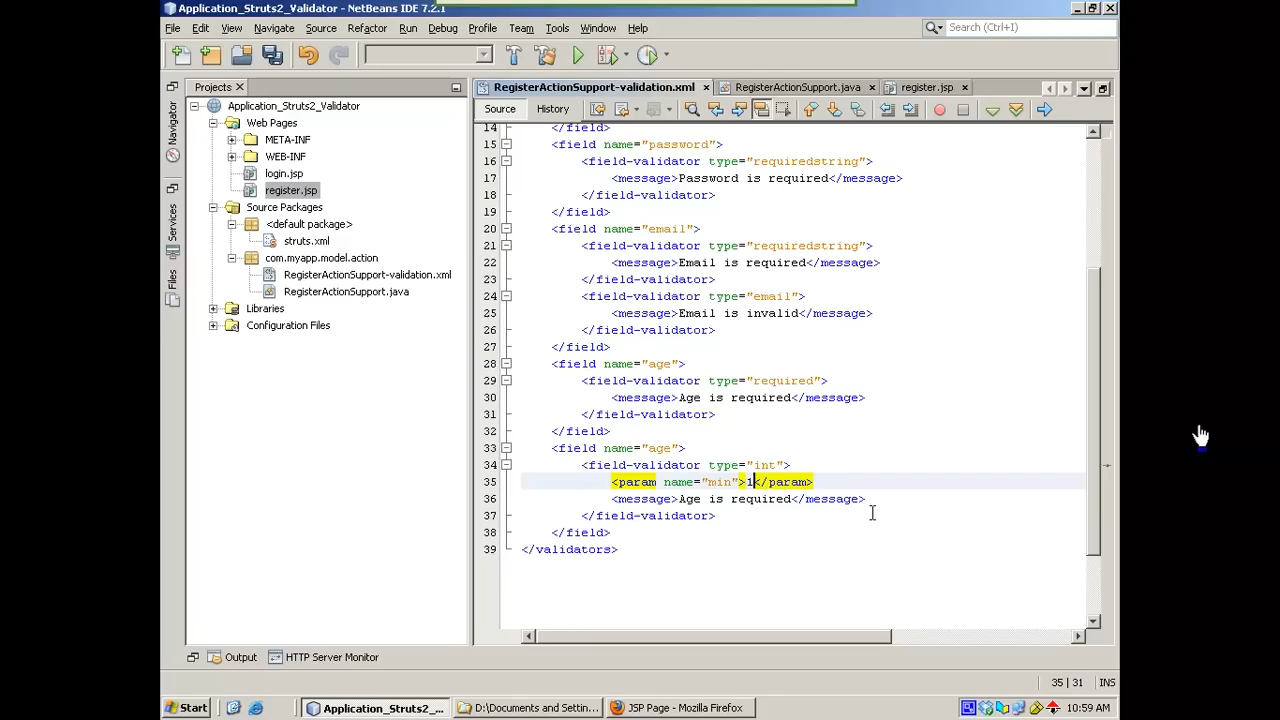 Application_Struts2_Validator - NetBeans IDE 7.2.1
File Edit View Navigate Source Refactor Run Debug Profile Team Tools Window Help
Search (Ctrl+I)
Projects
Navigator
Services
Files
Application_Struts2_Validator
Web Pages
META-INF
WEB-INF
login.jsp
register.jsp
Source Packages
<default package>
struts.xml
com.myapp.model.action
RegisterActionSupport-validation.xml
RegisterActionSupport.java
Libraries
Configuration Files
RegisterActionSupport-validation.xml RegisterActionSupport.java register.jsp
Source History
14 </field>
15 <field name="password">
16 <field-validator type="requiredstring">
17 <message>Password is required</message>
18 </field-validator>
19 </field>
20 <field name="email">
21 <field-validator type="requiredstring">
22 <message>Email is required</message>
23 </field-validator>
24 <field-validator type="email">
25 <message>Email is invalid</message>
26 </field-validator>
27 </field>
28 <field name="age">
29 <field-validator type="required">
30 <message>Age is required</message>
31 </field-validator>
32 </field>
33 <field name="age">
34 <field-validator type="int">
35 <param name="min">1</param>
36 <message>Age is required</message>
37 </field-validator>
38 </field>
39 </validators>
Output HTTP Server Monitor
35 | 31 INS
Start Application_Struts2_... D:\Documents and Settin... JSP Page - Mozilla Firefox 10:59 AM